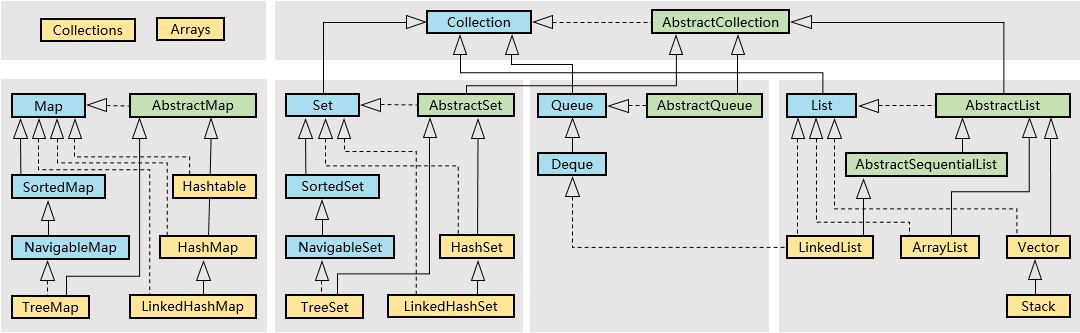 Collections
Arrays
Collection
AbstractCollection
Map
AbstractMap
SortedMap
Hashtable
NavigableMap
HashMap
TreeMap
LinkedHashMap
Set
AbstractSet
SortedSet
NavigableSet
HashSet
TreeSet
LinkedHashSet
Queue
AbstractQueue
Deque
List
AbstractList
AbstractSequentialList
LinkedList
ArrayList
Vector
Stack